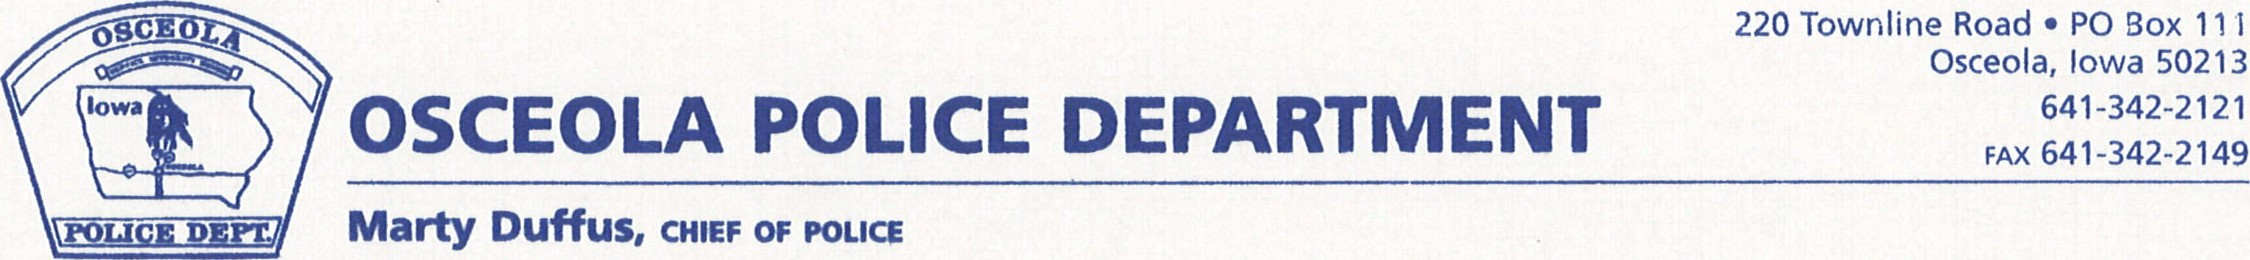 OSCEOLA
Iowa
POLICE DEPT.
OSCEOLA POLICE DEPARTMENT
Marty Duffus, CHIEF OF POLICE
220 Townline Road • PO Box 111
Osceola, Iowa 50213
641-342-2121
FAX 641-342-2149